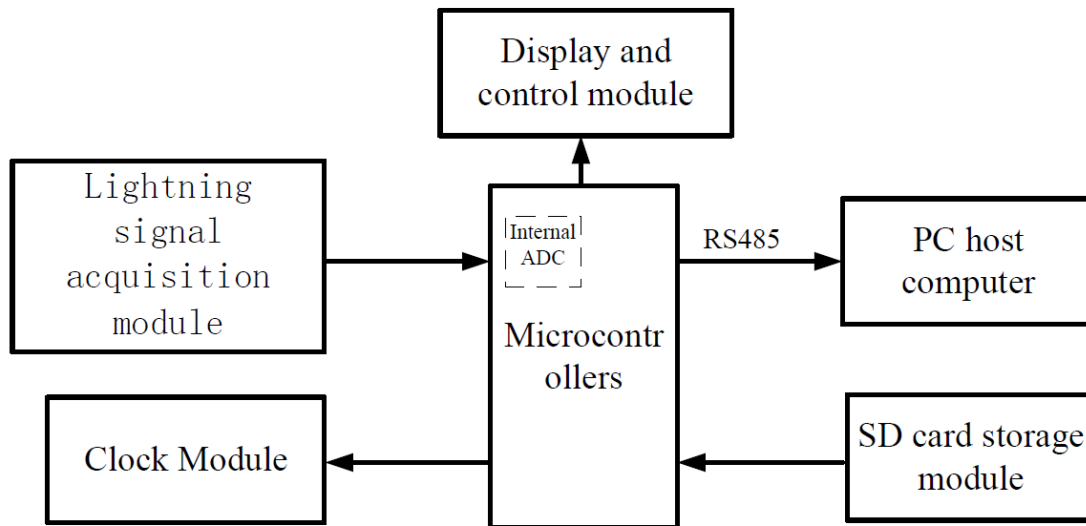 Display and
control module
Lightning
signal
acquisition
module
Internal
ADC
RS485
PC host
computer
Microcontr
ollers
Clock Module
SD card storage
module